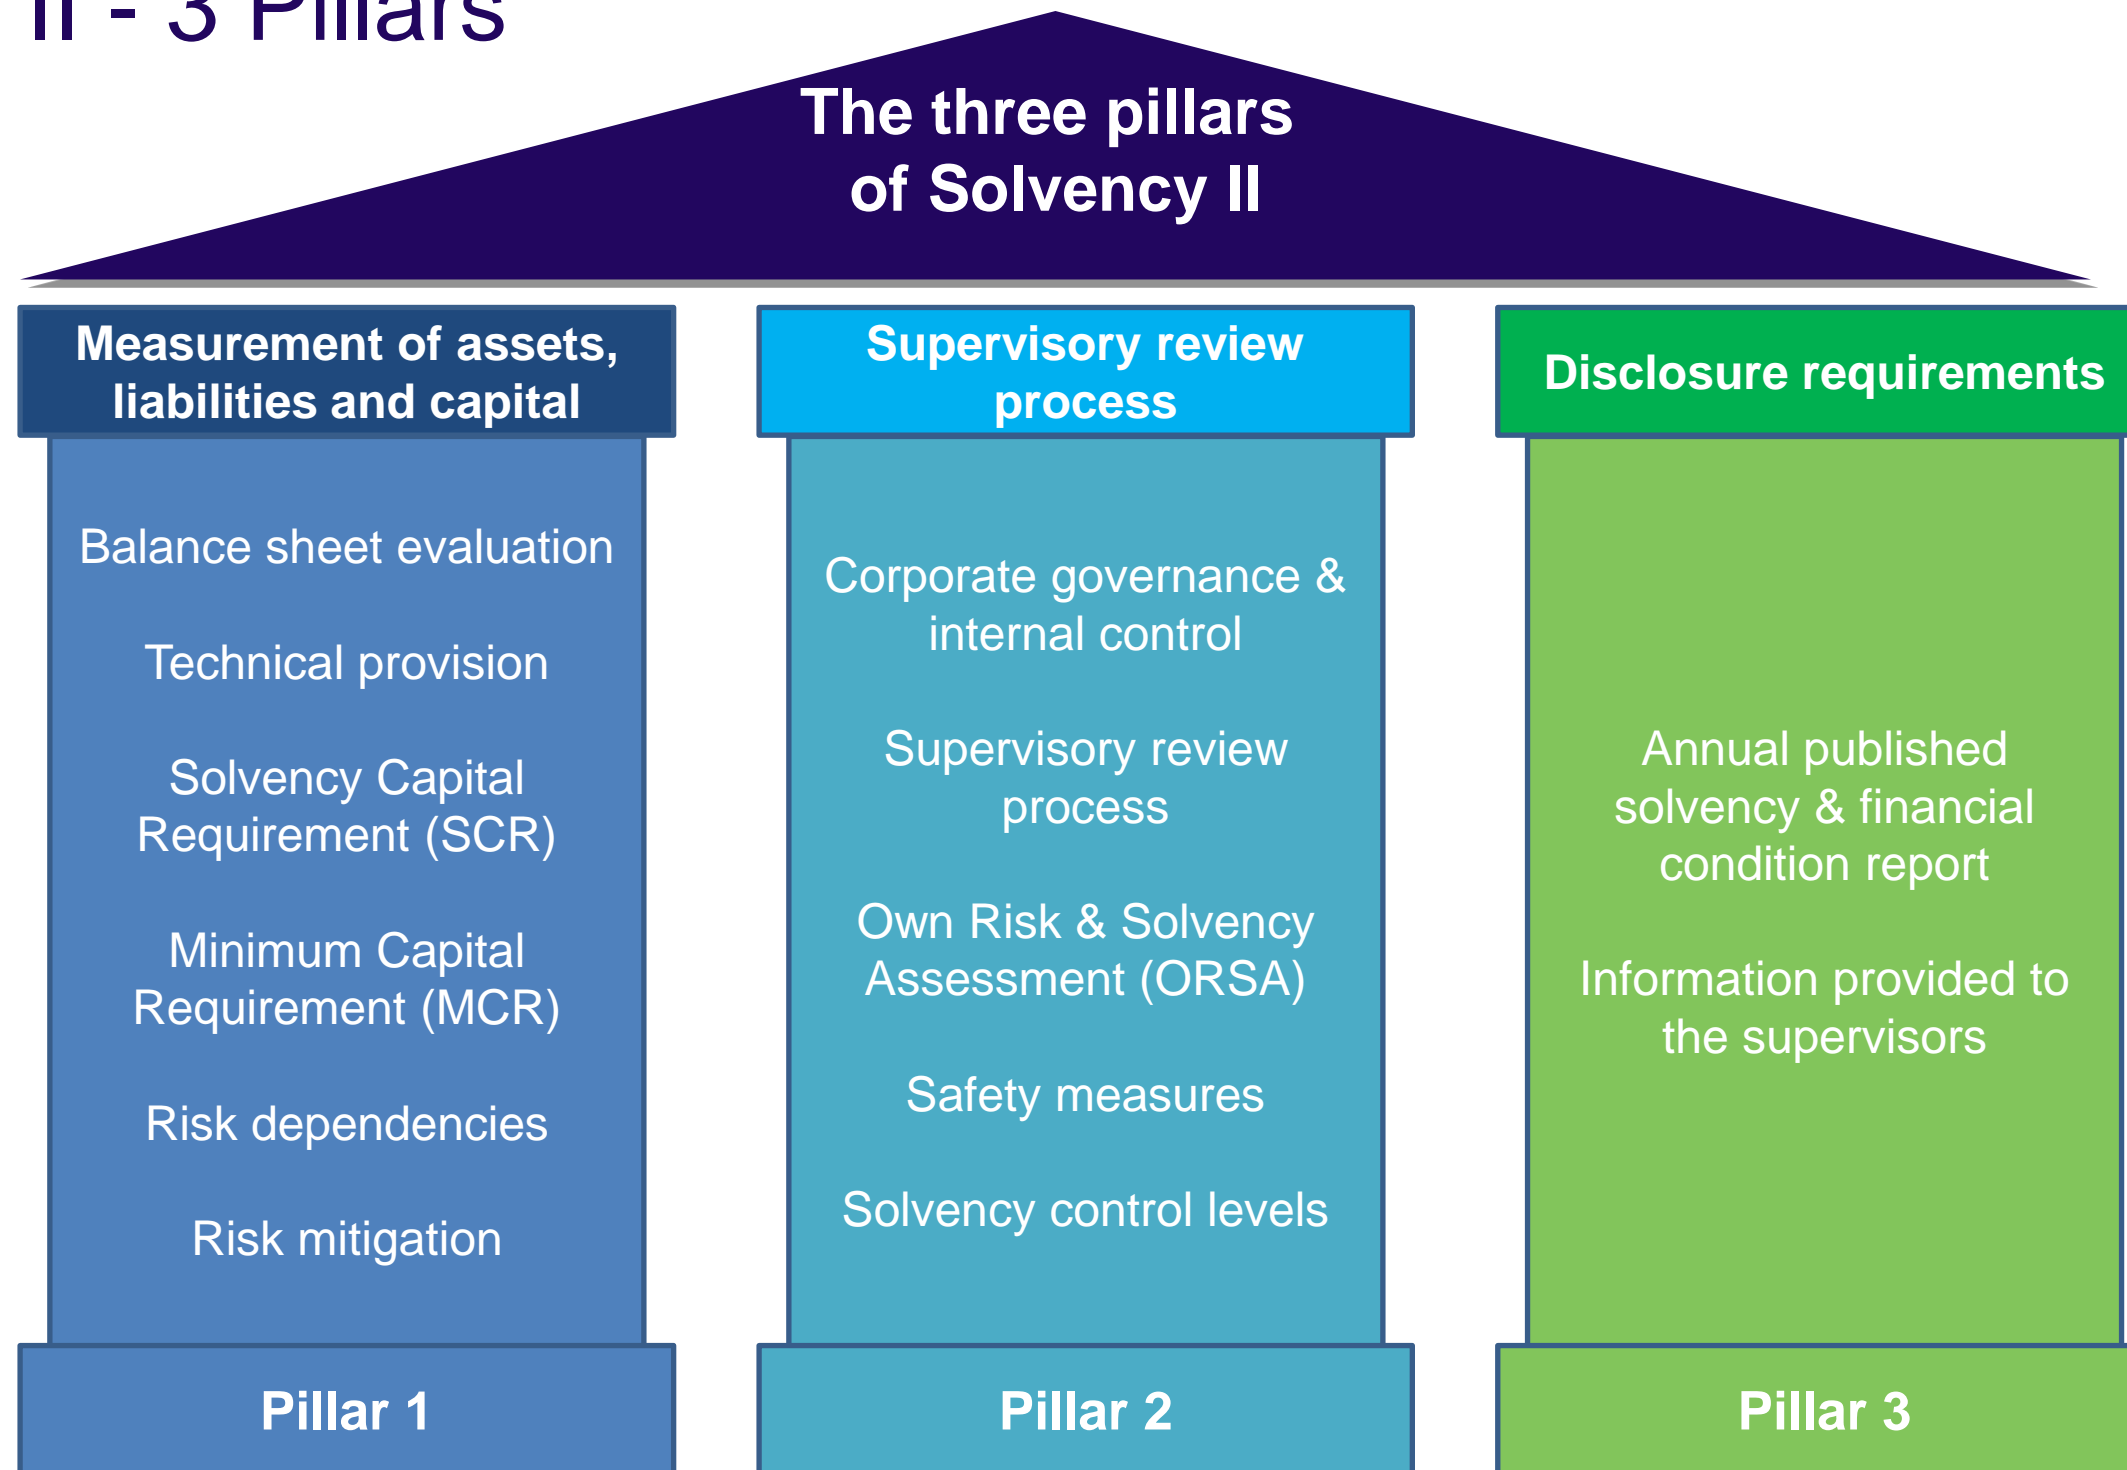 II - 3 Pillars
The three pillars
of Solvency II
Measurement of assets,
liabilities and capital
Balance sheet evaluation
Technical provision
Solvency Capital
Requirement (SCR)
Minimum Capital
Requirement (MCR)
Risk dependencies
Risk mitigation
Pillar 1
Supervisory review
process
Corporate governance &
internal control
Supervisory review
process
Own Risk & Solvency
Assessment (ORSA)
Safety measures
Solvency control levels
Pillar 2
Disclosure requirements
Annual published
solvency & financial
condition report
Information provided to
the supervisors
Pillar 3